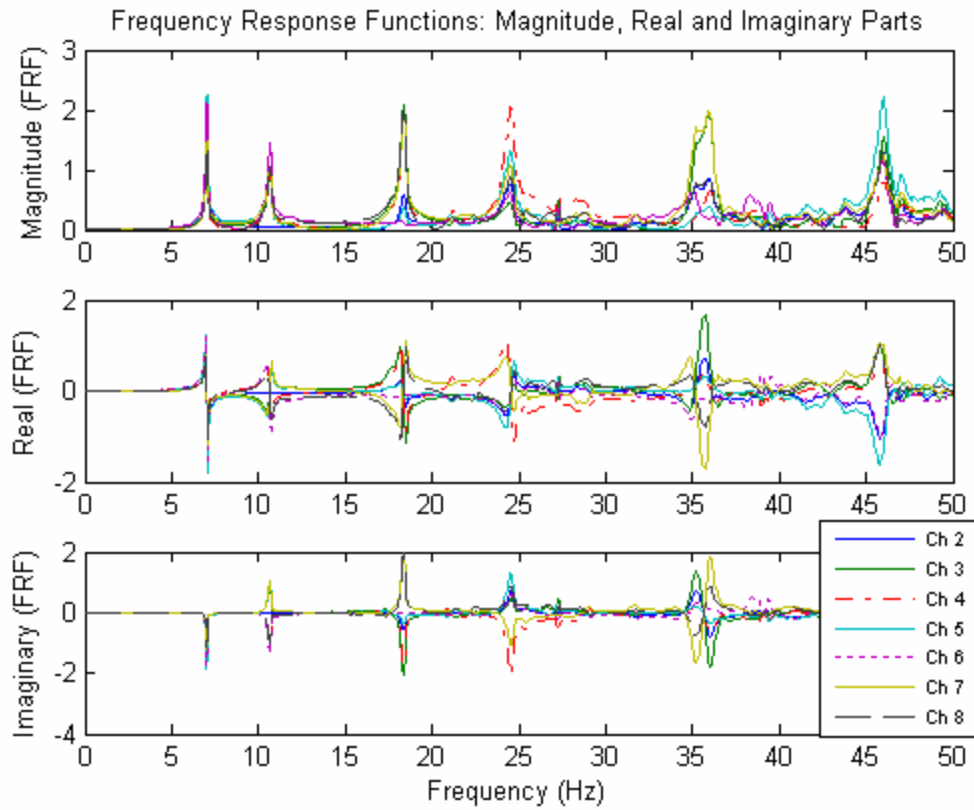 Frequency Response Functions: Magnitude, Real and Imaginary Parts
Magnitude (FRF)
3
2
1
0
0 5 10 15 20 25 30 35 40 45 50
Real (FRF)
2
0
-2
0 5 10 15 20 25 30 35 40 45 50
Imaginary (FRF)
2
0
-2
-4
0 5 10 15 20 25 30 35 40 45 50
Frequency (Hz)
Ch 2
Ch 3
Ch 4
Ch 5
Ch 6
Ch 7
Ch 8